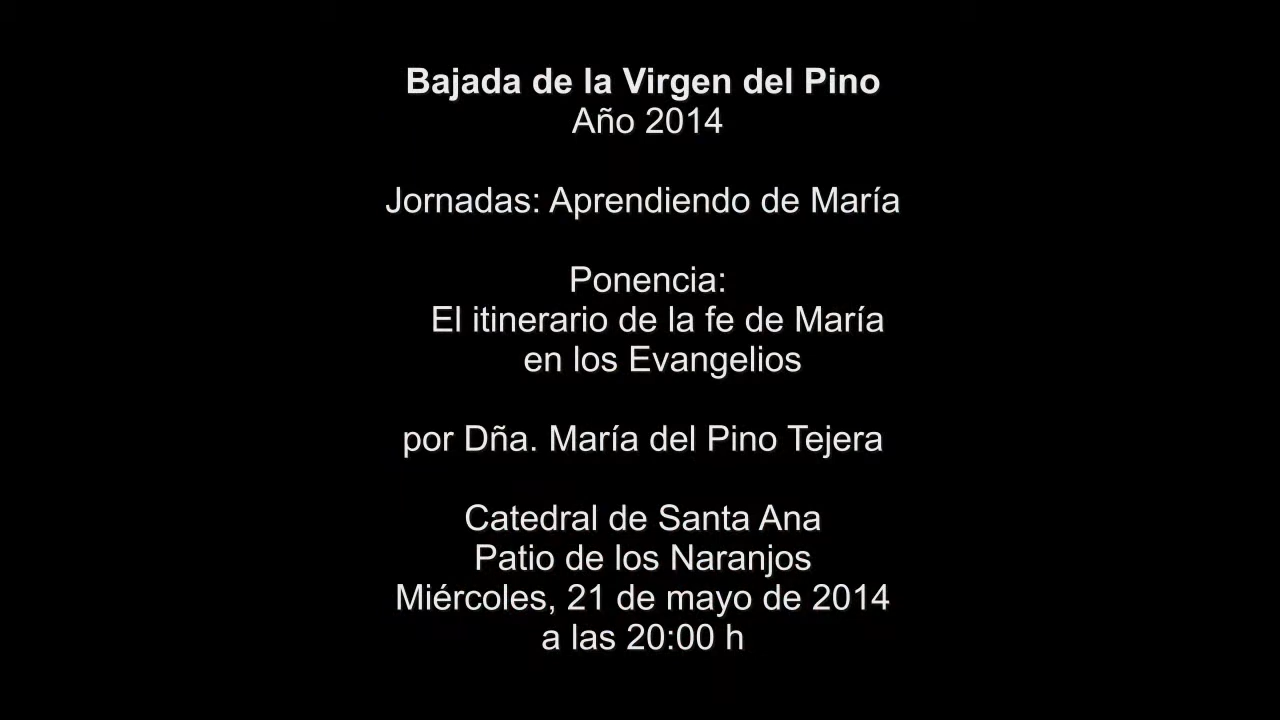 Bajada de la Virgen del Pino
Año 2014
Jornadas: Aprendiendo de María
Ponencia:
El itinerario de la fe de María
en los Evangelios
por Dña. María del Pino Tejera
Catedral de Santa Ana
Patio de los Naranjos
Miércoles, 21 de mayo de 2014
a las 20:00 h